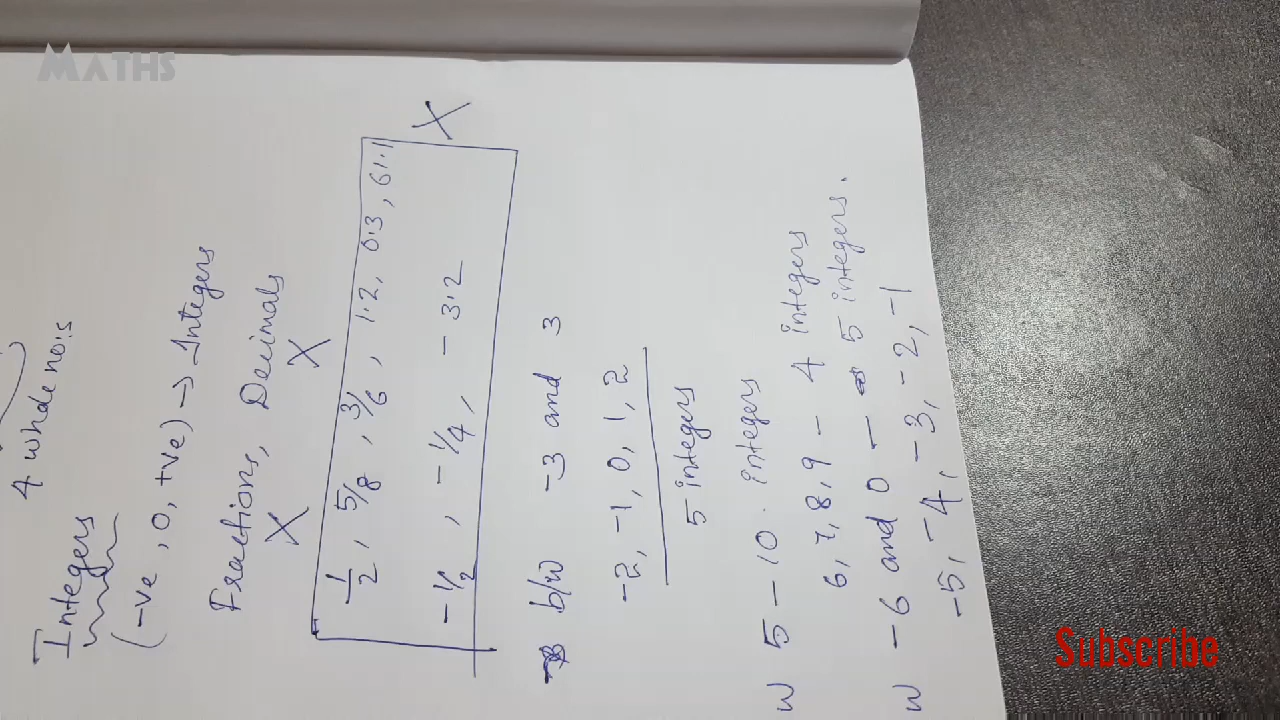 MATHS
4 whole no:s
Integers
(-ve, 0, +ve) → Integers
Fractions, Decimals
X X
1/2, 5/8, 3/6, 1.2, 0.3, 61.1
X
-1/2, -1/4, -3.2
b/w -3 and 3
-2, -1, 0, 1, 2
5 integers
w 5 - 10. integers
6, 7, 8, 9 - 4 integers
w -6 and 0 - 5 integers.
-5, -4, -3, -2, -1
Subscribe